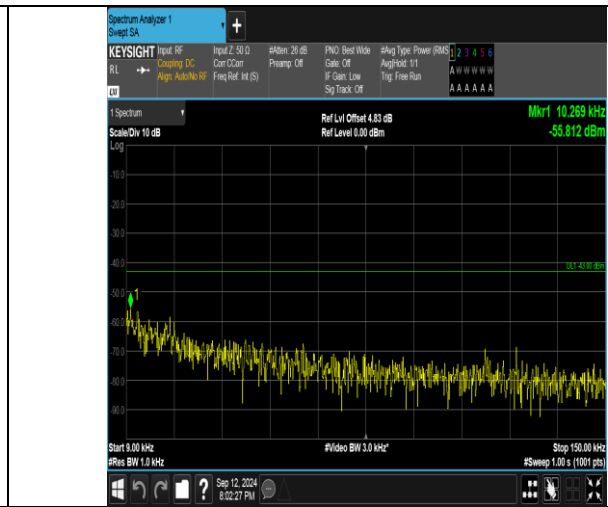 Spectrum Analyzer 1
Swept SA
+
KEYSIGHT Input: RF Input Z: 50 Ω #Atten: 26 dB PNO: Best Wide #Avg Type: Power (RMS 1 2 3 4 5 6
RL Coupling: DC Corr CCorr Preamp: Off Gate: Off Avg|Hold: 1/1 A W W W W W
Align: Auto/No RF Freq Ref: Int (S) IF Gain: Low Trig: Free Run
Sig Track: Off A A A A A A
LXI
1 Spectrum Ref Lvl Offset 4.83 dB Mkr1 10.269 kHz
Scale/Div 10 dB Ref Level 0.00 dBm -55.812 dBm
Log
-10.0
-20.0
-30.0
-40.0
DL1 -43.00 dBm
-50.0
1
-60.0
-70.0
-80.0
-90.0
Start 9.00 kHz #Video BW 3.0 kHz* Stop 150.00 kHz
#Res BW 1.0 kHz #Sweep 1.00 s (1001 pts)
? Sep 12, 2024
8:02:27 PM